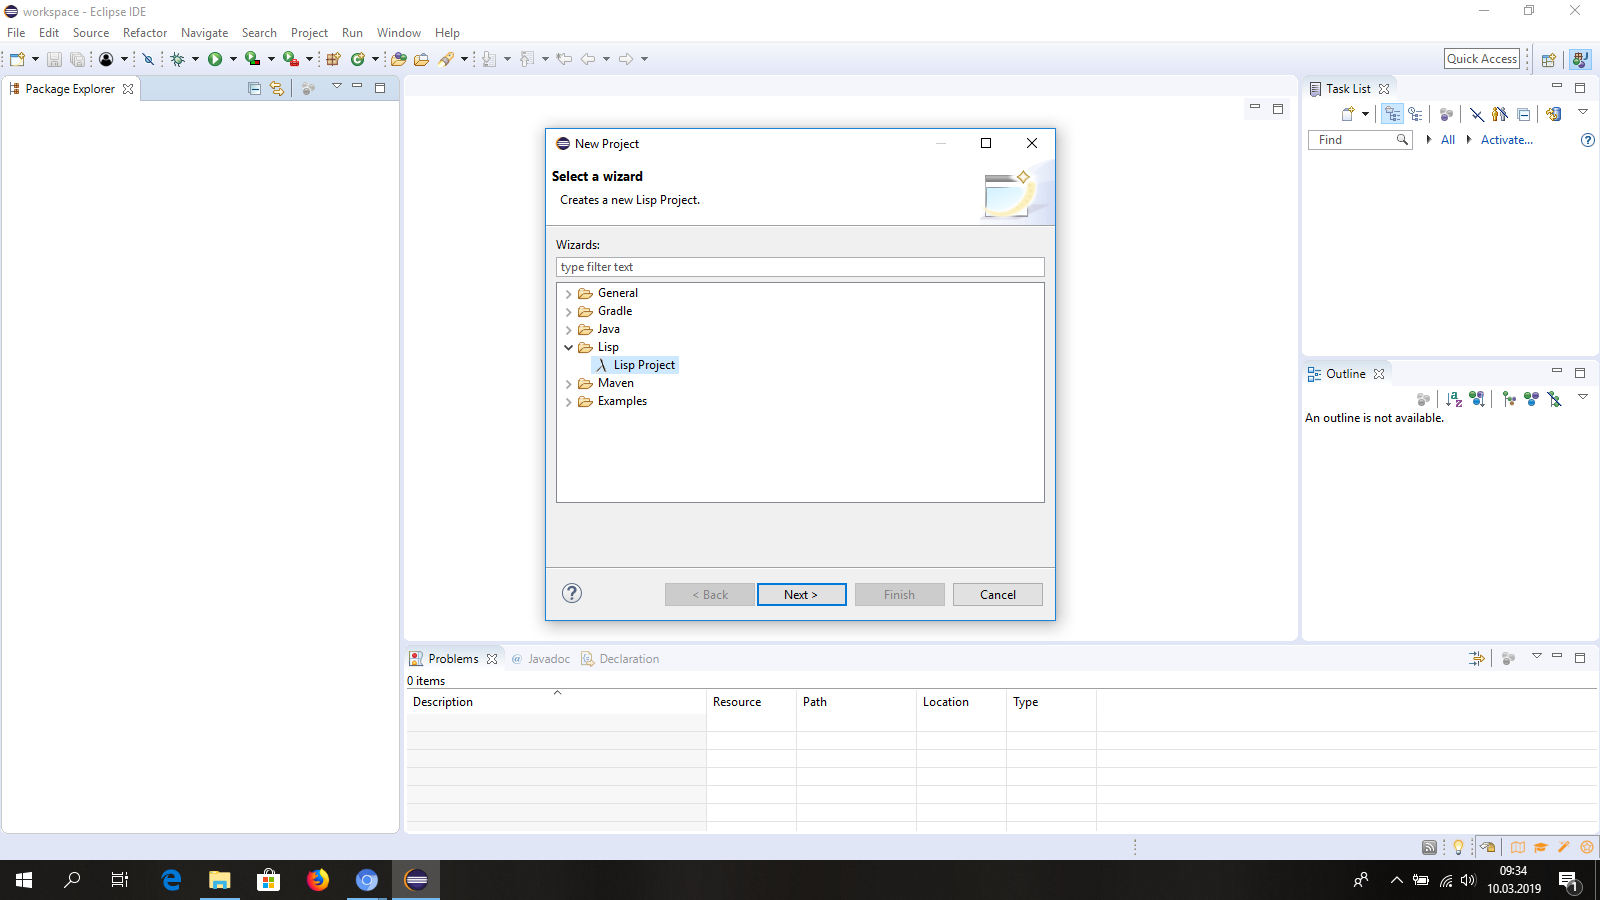 workspace - Eclipse IDE
File Edit Source Refactor Navigate Search Project Run Window Help
Quick Access
Package Explorer
Task List
Find
All
Activate...
New Project
Select a wizard
Creates a new Lisp Project.
Wizards:
type filter text
General
Gradle
Java
Lisp
Lisp Project
Maven
Examples
< Back Next > Finish Cancel
Outline
An outline is not available.
Problems @ Javadoc Declaration
0 items
Description Resource Path Location Type
09:34
10.03.2019
1